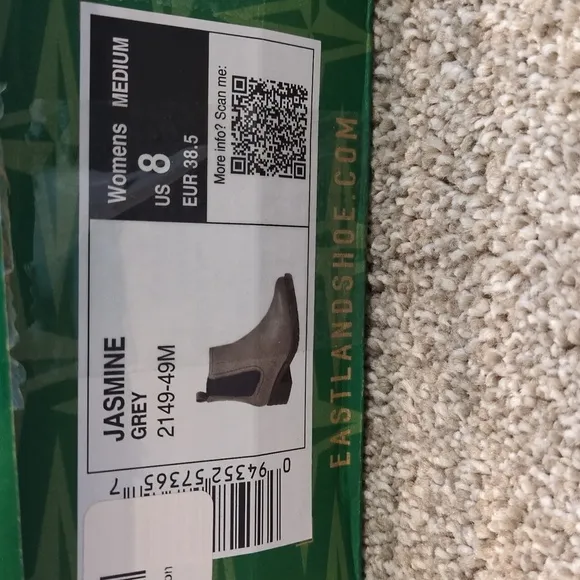 Womens MEDIUM
US 8
EUR 38.5
More info? Scan me:
JASMINE
GREY
2149-49M
0 94352 57365 7
EASTLANDSHOE.COM
on